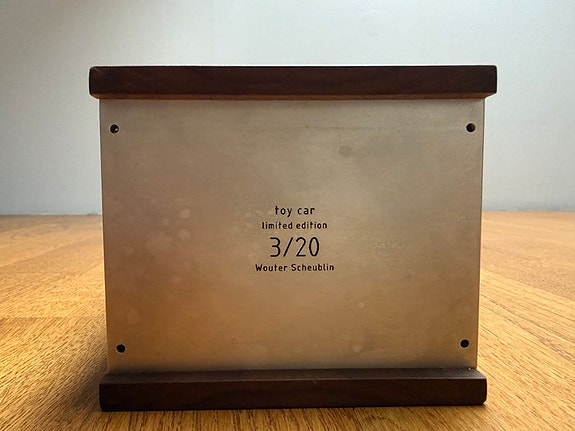 toy car
limited edition
3/20
Wouter Scheublin